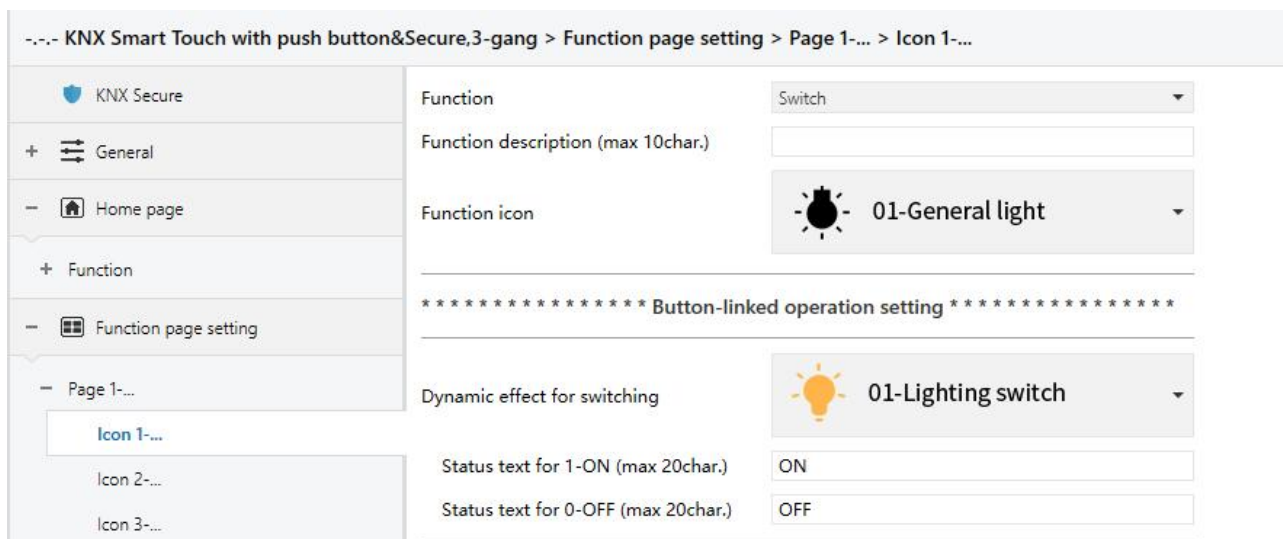 -.-.- KNX Smart Touch with push button&Secure,3-gang > Function page setting > Page 1-... > Icon 1-...
KNX Secure
+ General
− Home page
+ Function
− Function page setting
− Page 1-...
Icon 1-...
Icon 2-...
Icon 3-...
Function
Switch
Function description (max 10char.)
Function icon
01-General light
* * * * * * * * * * * * * * * * Button-linked operation setting * * * * * * * * * * * * * * * *
Dynamic effect for switching
01-Lighting switch
Status text for 1-ON (max 20char.)
ON
Status text for 0-OFF (max 20char.)
OFF